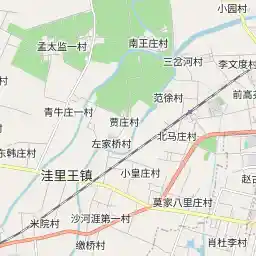 小园村
孟太监一村
南王庄村
三岔河村
李文度村
范徐村
前高
青牛庄一村
贾庄村
北马庄村
左家桥村
东韩庄村
洼里王镇
小皇庄村
赵
莫家八里庄村
米院村
沙河涯第一村
缴桥村
肖杜李村